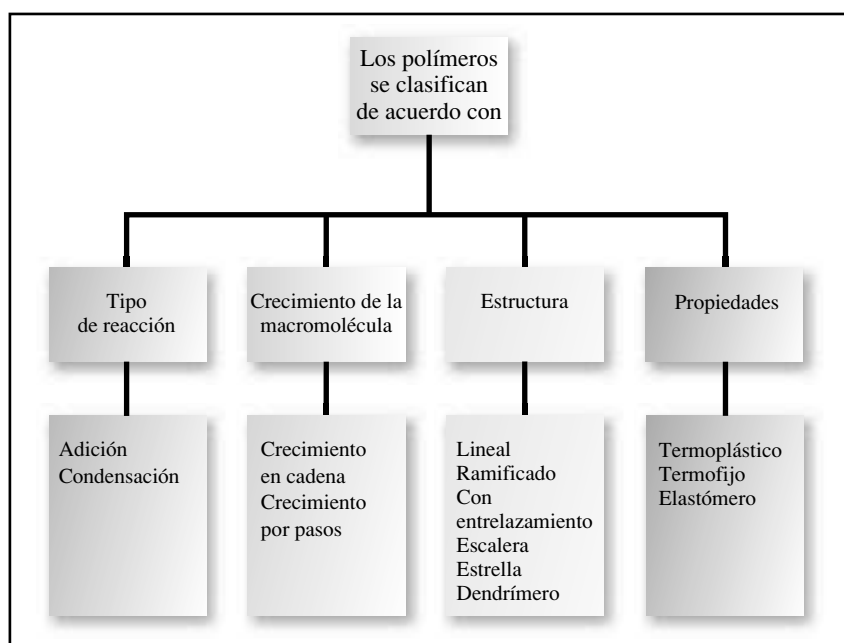 Los polímeros
se clasifican
de acuerdo con
Tipo
de reacción
Crecimiento de la
macromolécula
Estructura
Propiedades
Adición
Condensación
Crecimiento
en cadena
Crecimiento
por pasos
Lineal
Ramificado
Con
entrelazamiento
Escalera
Estrella
Dendrímero
Termoplástico
Termofijo
Elastómero